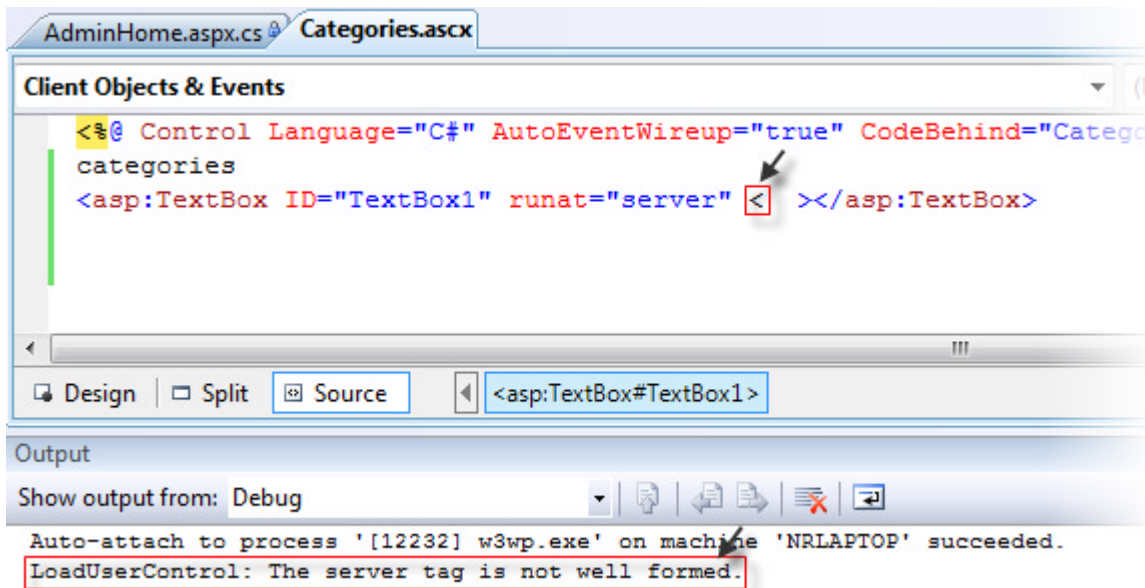 AdminHome.aspx.cs Categories.ascx
Client Objects & Events
<%@ Control Language="C#" AutoEventWireup="true" CodeBehind="Catego
categories
<asp:TextBox ID="TextBox1" runat="server" <  ></asp:TextBox>
Design Split Source <asp:TextBox#TextBox1>
Output
Show output from: Debug
Auto-attach to process '[12232] w3wp.exe' on machine 'NRLAPTOP' succeeded.
LoadUserControl: The server tag is not well formed.